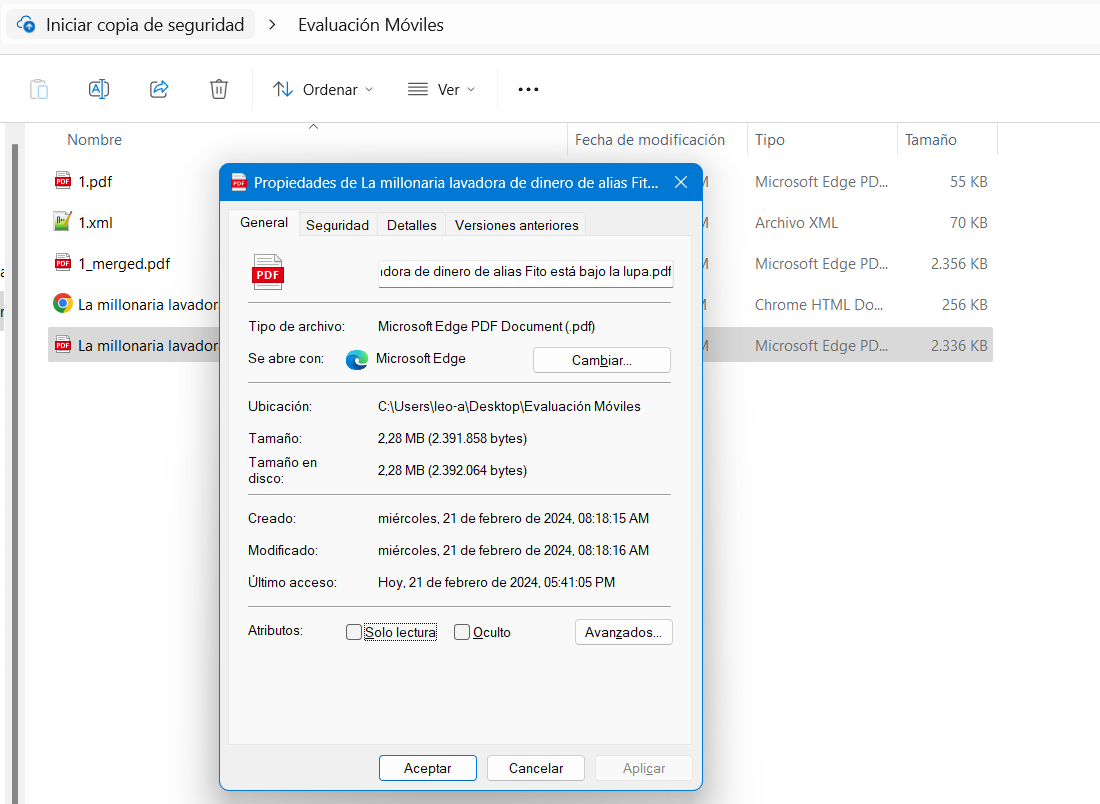 Iniciar copia de seguridad > Evaluación Móviles
Ordenar Ver
Nombre Fecha de modificación Tipo Tamaño
1.pdf Microsoft Edge PD... 55 KB
1.xml Archivo XML 70 KB
1_merged.pdf Microsoft Edge PD... 2.356 KB
La millonaria lavador Chrome HTML Do... 256 KB
La millonaria lavador Microsoft Edge PD... 2.336 KB
Propiedades de La millonaria lavadora de dinero de alias Fit...
General Seguridad Detalles Versiones anteriores
PDF
adora de dinero de alias Fito está bajo la lupa.pdf
Tipo de archivo: Microsoft Edge PDF Document (.pdf)
Se abre con: Microsoft Edge Cambiar...
Ubicación: C:\Users\leo-a\Desktop\Evaluación Móviles
Tamaño: 2,28 MB (2.391.858 bytes)
Tamaño en disco: 2,28 MB (2.392.064 bytes)
Creado: miércoles, 21 de febrero de 2024, 08:18:15 AM
Modificado: miércoles, 21 de febrero de 2024, 08:18:16 AM
Último acceso: Hoy, 21 de febrero de 2024, 05:41:05 PM
Atributos: Solo lectura Oculto Avanzados...
Aceptar Cancelar Aplicar